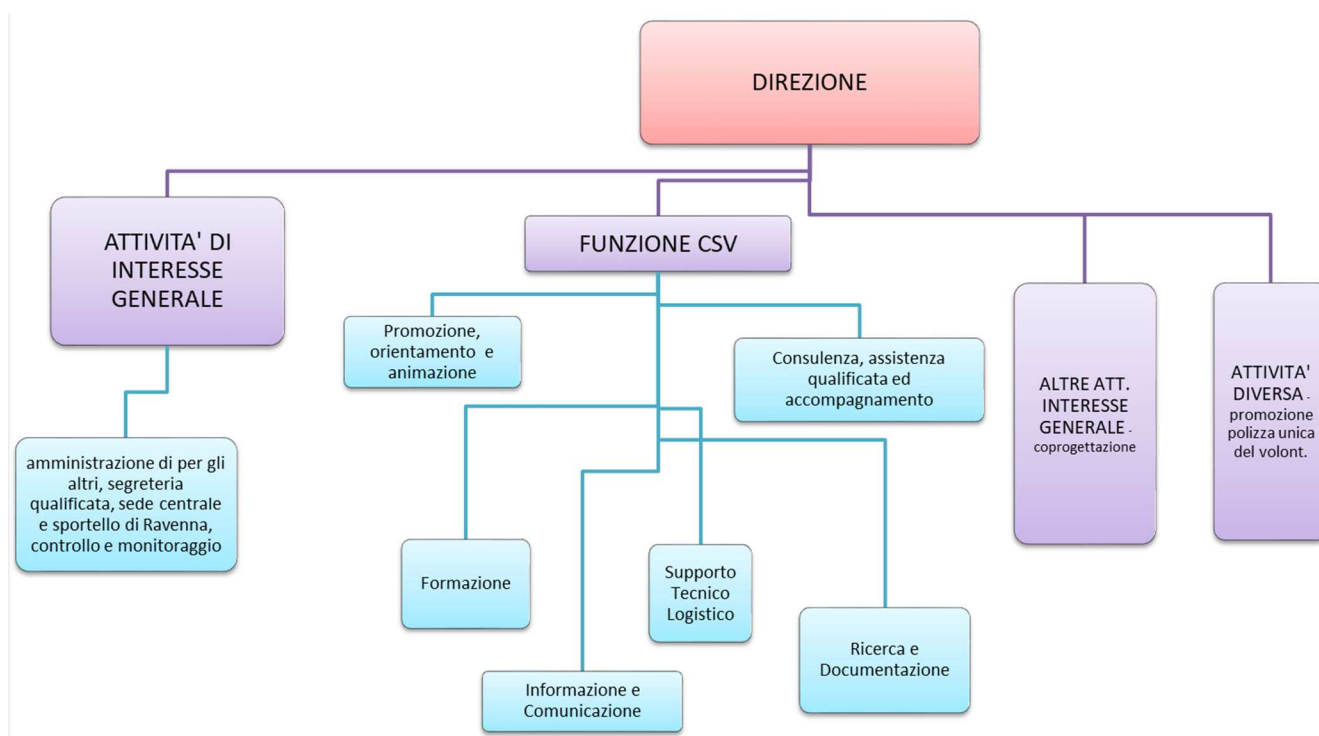 DIREZIONE
ATTIVITA' DI
INTERESSE
GENERALE
FUNZIONE CSV
ALTRE ATT.
INTERESSE
GENERALE -
coprogettazione
ATTIVITA'
DIVERSA -
promozione
polizza unica
del volont.
Promozione,
orientamento e
animazione
Consulenza, assistenza
qualificata ed
accompagnamento
amministrazione di per gli
altri, segreteria
qualificata, sede centrale
e sportello di Ravenna,
controllo e monitoraggio
Formazione
Supporto
Tecnico
Logistico
Ricerca e
Documentazione
Informazione e
Comunicazione